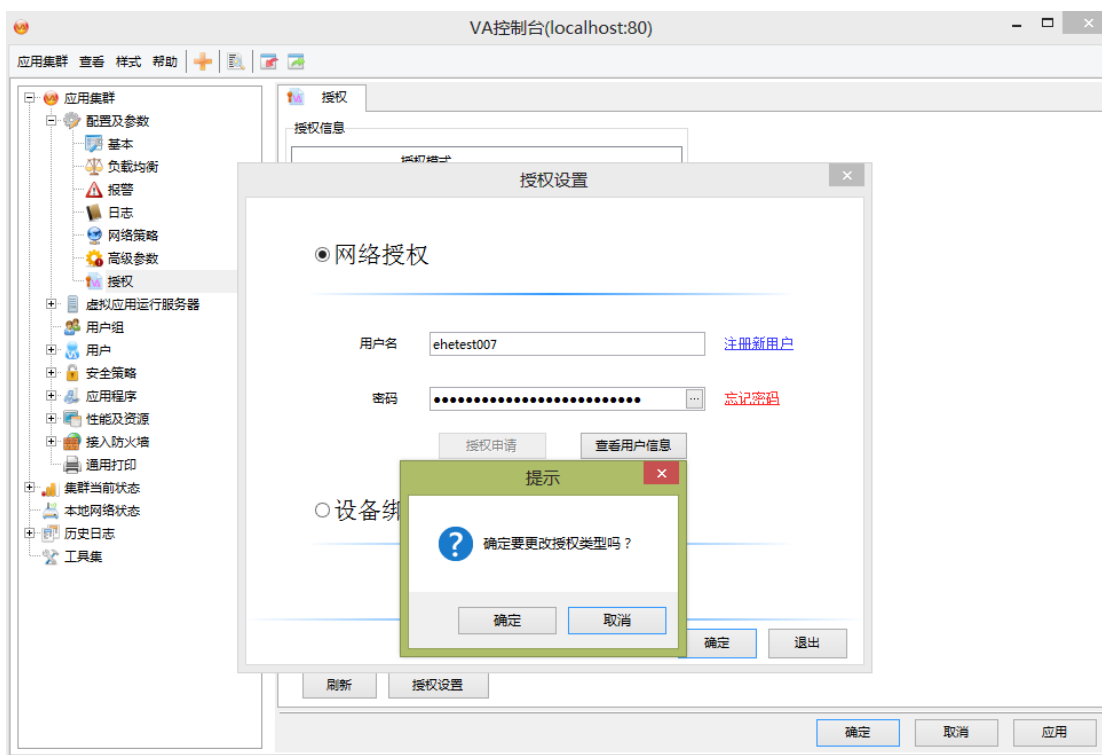 VA控制台(localhost:80)
应用集群 查看 样式 帮助
应用集群
配置及参数
基本
负载均衡
报警
日志
网络策略
高级参数
授权
虚拟应用运行服务器
用户组
用户
安全策略
应用程序
性能及资源
接入防火墙
通用打印
集群当前状态
本地网络状态
历史日志
工具集
授权
授权信息
授权模式
授权设置
网络授权
用户名 ehetest007 注册新用户
密码 ●●●●●●●●●●●●●●●●●●●●●●●●●● ... 忘记密码
授权申请 查看用户信息
设备绑
提示
确定要更改授权类型吗？
确定 取消
确定 退出
刷新 授权设置
确定 取消 应用